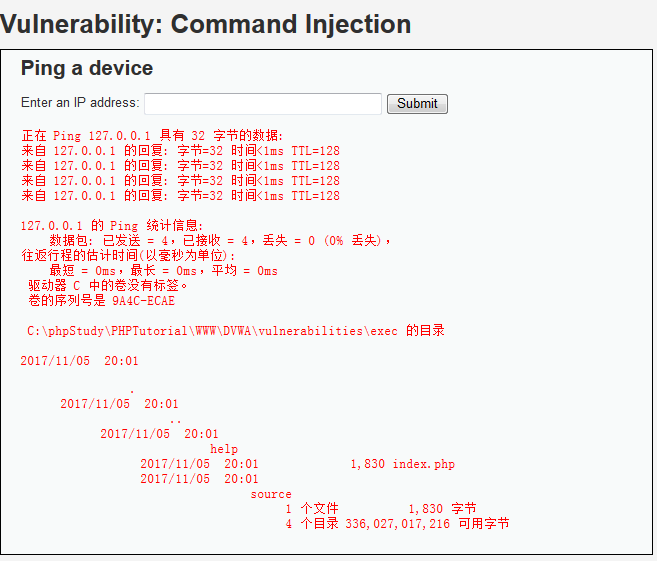 Vulnerability: Command Injection
Ping a device
Enter an IP address: Submit
正在 Ping 127.0.0.1 具有 32 字节的数据:
来自 127.0.0.1 的回复: 字节=32 时间<1ms TTL=128
来自 127.0.0.1 的回复: 字节=32 时间<1ms TTL=128
来自 127.0.0.1 的回复: 字节=32 时间<1ms TTL=128
来自 127.0.0.1 的回复: 字节=32 时间<1ms TTL=128
127.0.0.1 的 Ping 统计信息:
数据包: 已发送 = 4，已接收 = 4，丢失 = 0 (0% 丢失)，
往返行程的估计时间(以毫秒为单位):
最短 = 0ms，最长 = 0ms，平均 = 0ms
驱动器 C 中的卷没有标签。
卷的序列号是 9A4C-ECAE
C:\phpStudy\PHPTutorial\WWW\DVWA\vulnerabilities\exec 的目录
2017/11/05 20:01
.
2017/11/05 20:01
..
2017/11/05 20:01
help
2017/11/05 20:01 1,830 index.php
2017/11/05 20:01
source
1 个文件 1,830 字节
4 个目录 336,027,017,216 可用字节